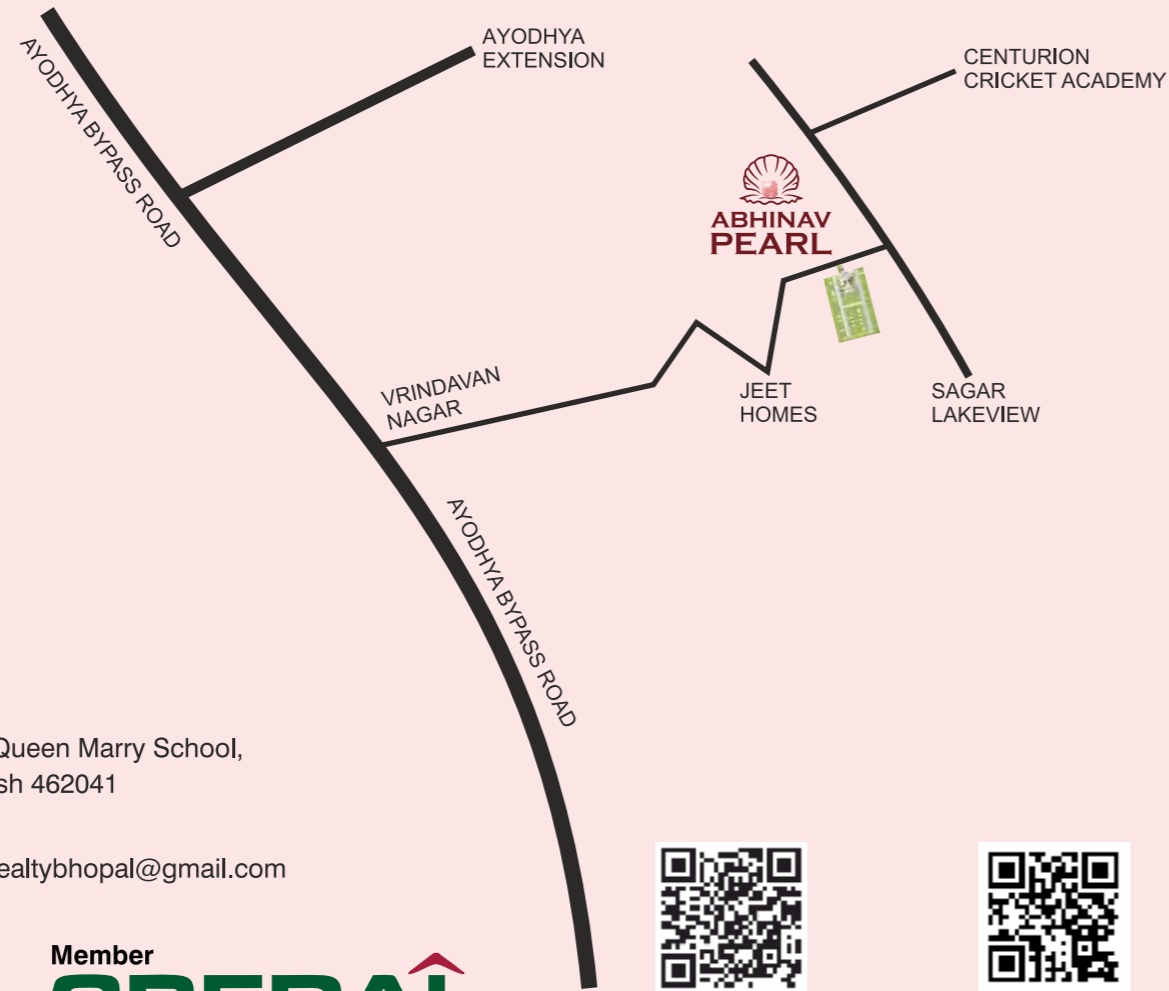 AYODHYA BYPASS ROAD
AYODHYA
EXTENSION
CENTURION
CRICKET ACADEMY
ABHINAV
PEARL
VRINDAVAN
NAGAR
JEET
HOMES
SAGAR
LAKEVIEW
AYODHYA BYPASS ROAD
Queen Marry School,
sh 462041
ealtybhopal@gmail.com
Member
CREDAI